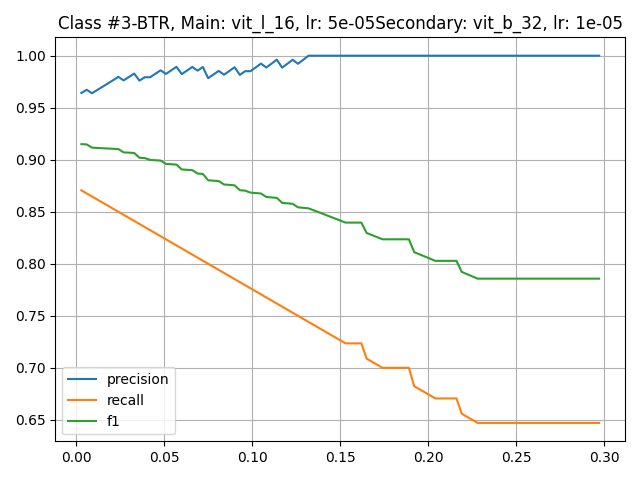 Class #3-BTR, Main: vit_l_16, lr: 5e-05Secondary: vit_b_32, lr: 1e-05
1.00
0.95
0.90
0.85
0.80
0.75
0.70
0.65
precision
recall
f1
0.00 0.05 0.10 0.15 0.20 0.25 0.30